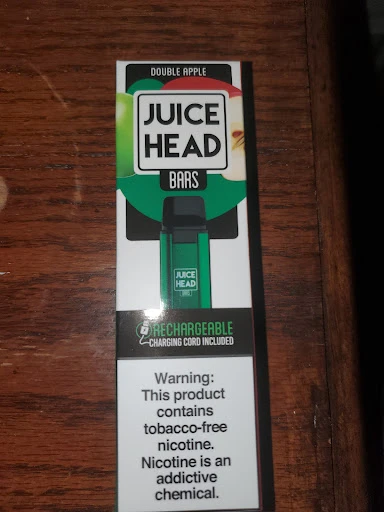 DOUBLE APPLE
JUICE
HEAD
BARS
JUICE
HEAD
BARS
RECHARGEABLE
CHARGING CORD INCLUDED
Warning:
This product
contains
tobacco-free
nicotine.
Nicotine is an
addictive
chemical.